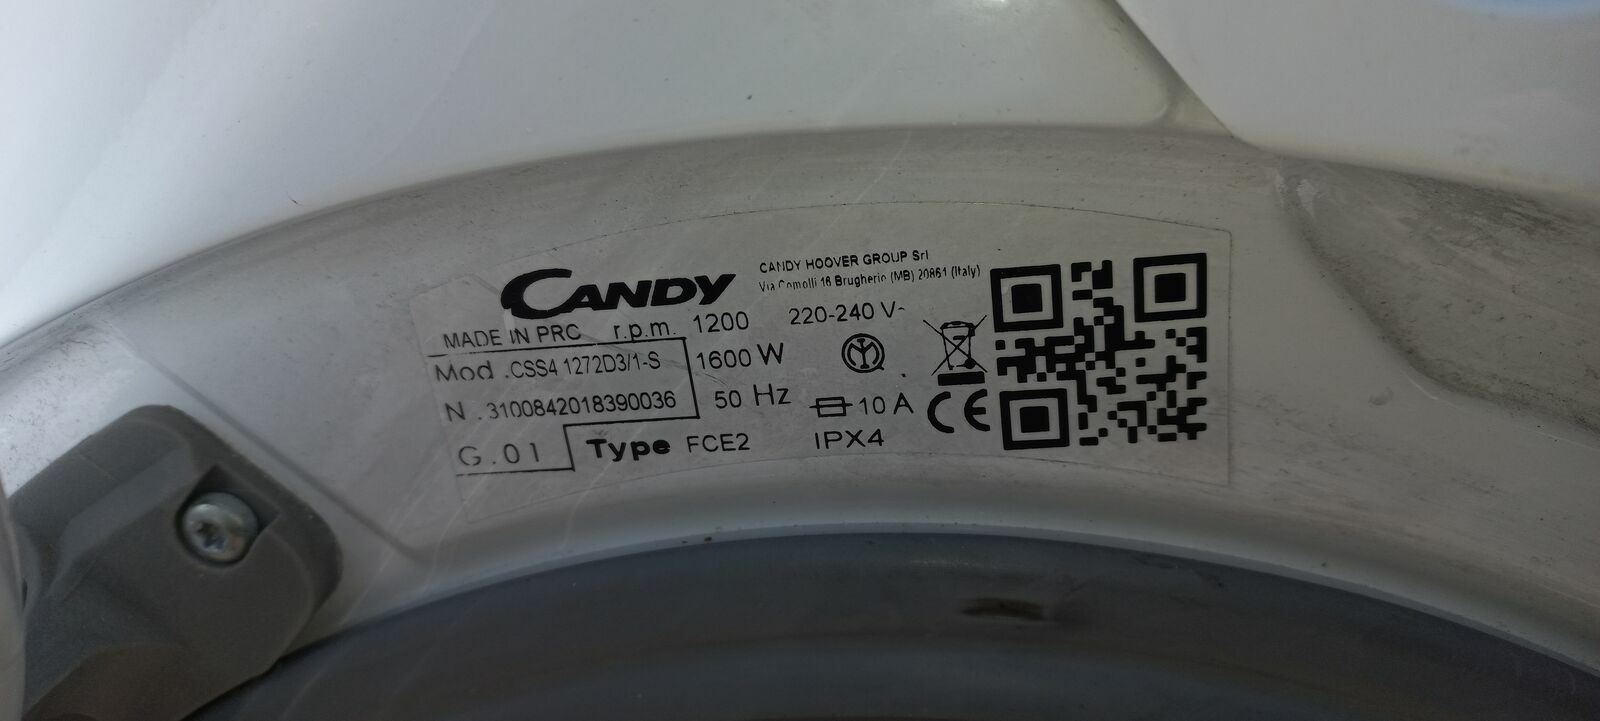 CANDY
CANDY HOOVER GROUP Srl
Via Comolli 16 Brugherio (MB) 20861 (Italy)
MADE IN PRC r.p.m. 1200 220-240 V~
Mod .CSS4 1272D3/1-S 1600 W
N .3100842018390036 50 Hz 10 A CE
G.01 Type FCE2 IPX4